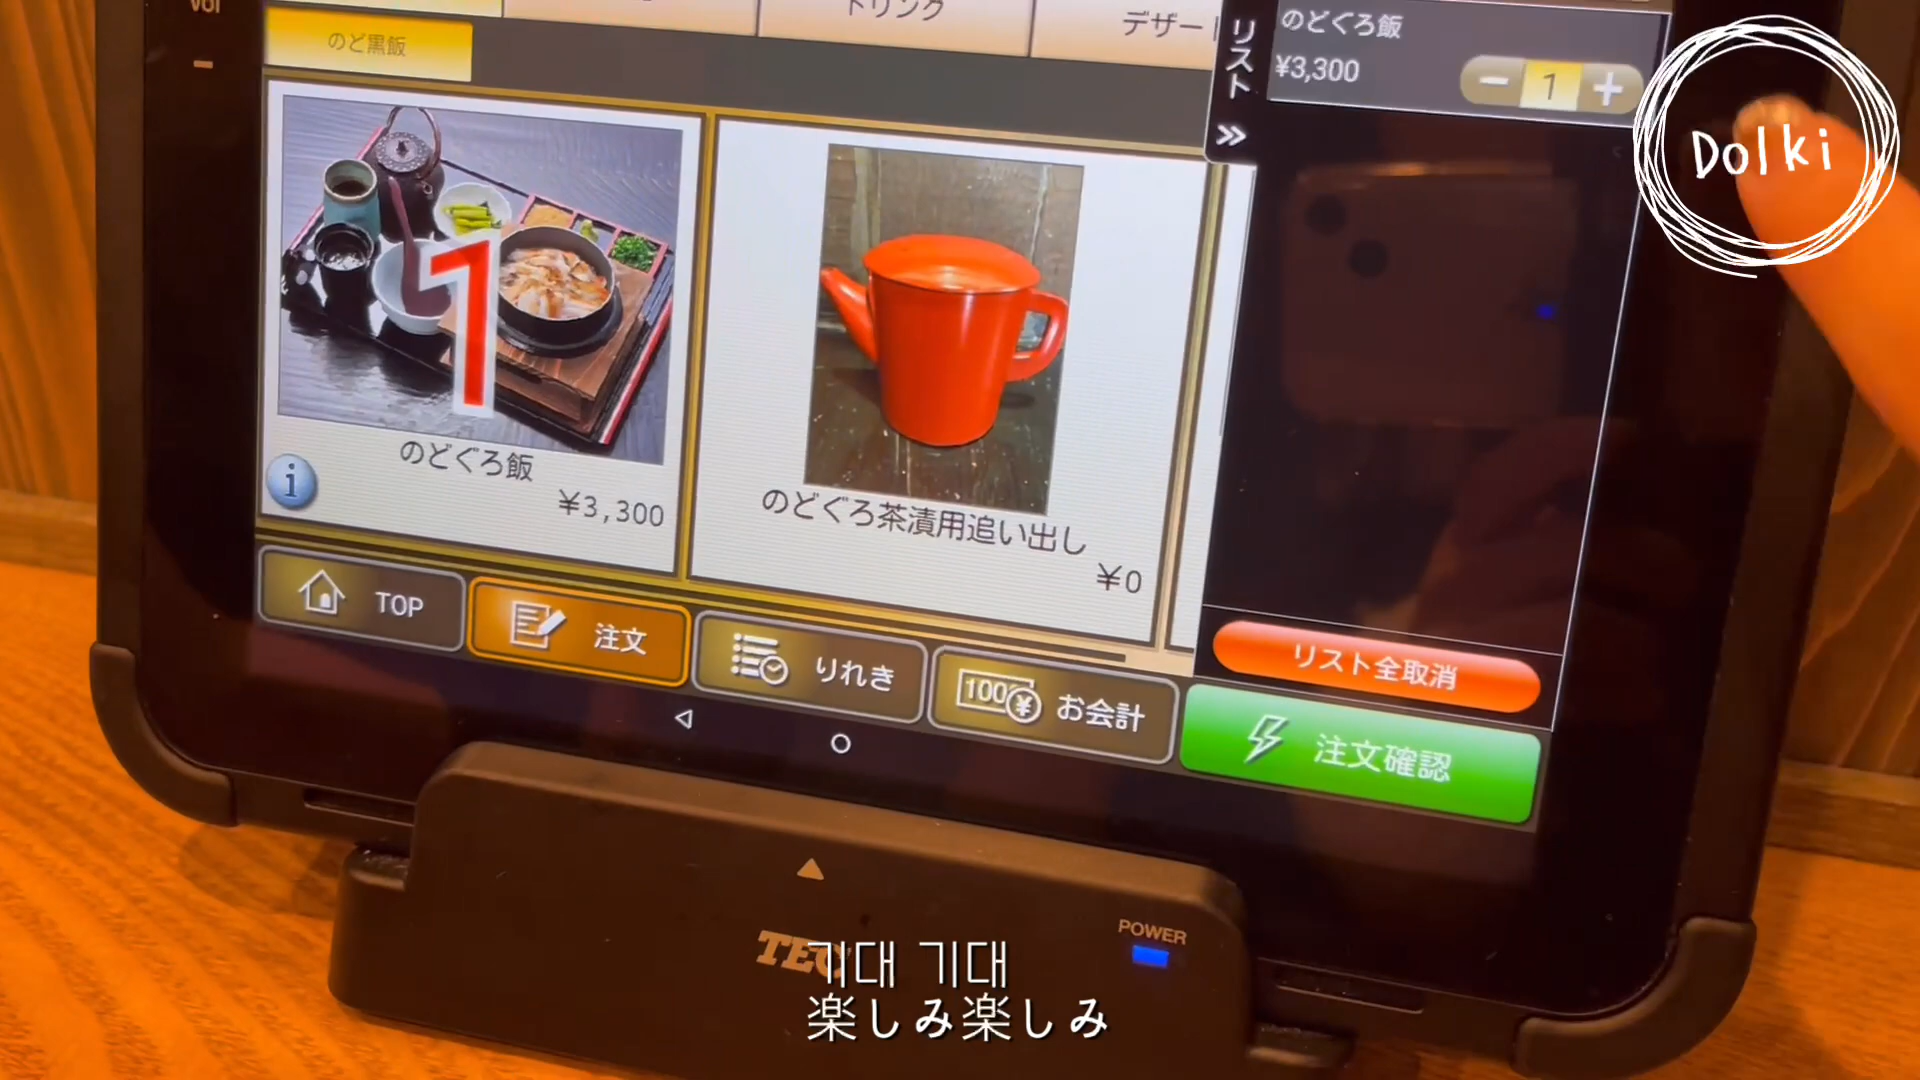 VOL
ドリンク
デザート
のど黒飯
リスト
のどぐろ飯
¥3,300
1
Dolki
1
のどぐろ飯
¥3,300
のどぐろ茶漬用追い出し
¥0
TOP
注文
りれき
100
お会計
リスト全取消
注文確認
TEC
POWER
기대 기대
楽しみ楽しみ